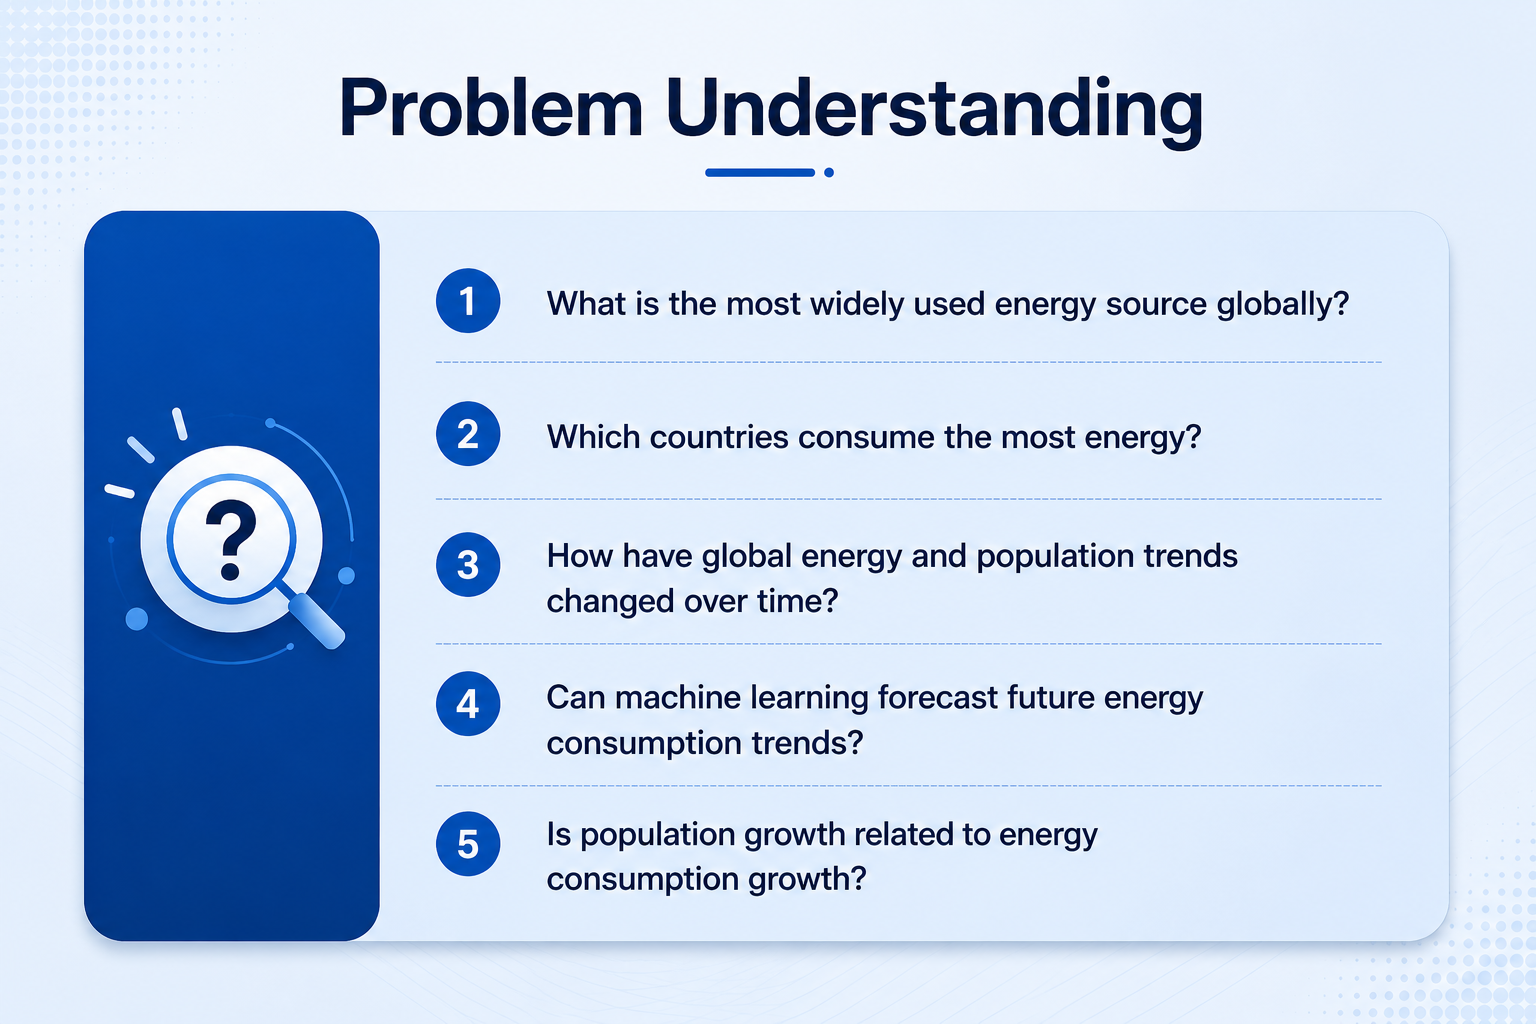 Problem Understanding
?
1
What is the most widely used energy source globally?
2
Which countries consume the most energy?
3
How have global energy and population trends
changed over time?
4
Can machine learning forecast future energy
consumption trends?
5
Is population growth related to energy
consumption growth?